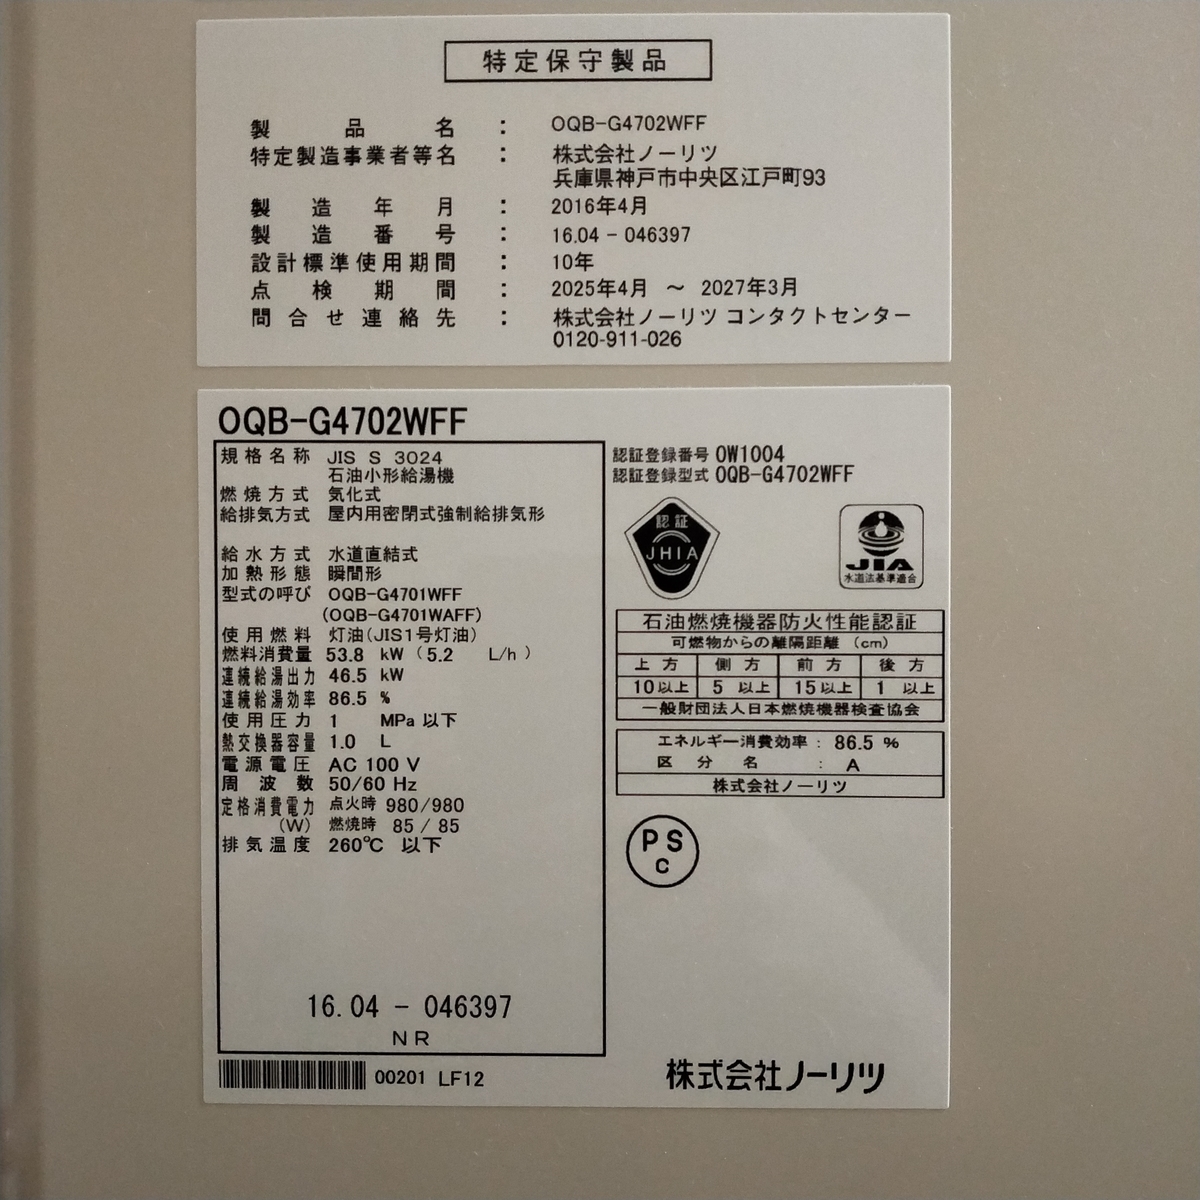 特定保守製品
製品名 : OQB-G4702WFF
特定製造事業者等名 : 株式会社ノーリツ
兵庫県神戸市中央区江戸町93
製造年月 : 2016年4月
製造番号 : 16.04 - 046397
設計標準使用期間 : 10年
点検期間 : 2025年4月 ～ 2027年3月
問合せ連絡先 : 株式会社ノーリツ コンタクトセンター
0120-911-026
OQB-G4702WFF
規格名称 JIS S 3024
石油小形給湯機
燃焼方式 気化式
給排気方式 屋内用密閉式強制給排気形
給水方式 水道直結式
加熱形態 瞬間形
型式の呼び OQB-G4701WFF
(OQB-G4701WAFF)
使用燃料 灯油(JIS1号灯油)
燃料消費量 53.8 kW (5.2 L/h)
連続給湯出力 46.5 kW
連続給湯効率 86.5 %
使用圧力 1 MPa 以下
熱交換器容量 1.0 L
電源電圧 AC 100 V
周波数 50/60 Hz
定格消費電力 点火時 980/980
(W) 燃焼時 85 / 85
排気温度 260℃ 以下
16.04 - 046397
NR
00201 LF12
認証登録番号 OW1004
認証登録型式 OQB-G4702WFF
認証
JHIA
JIA
水道法基準適合
石油燃焼機器防火性能認証
可燃物からの離隔距離 (cm)
上方 側方 前方 後方
10以上 5 以上 15以上 1 以上
一般財団法人日本燃焼機器検査協会
エネルギー消費効率 : 86.5 %
区分名 : A
株式会社ノーリツ
PS
C
株式会社ノーリツ